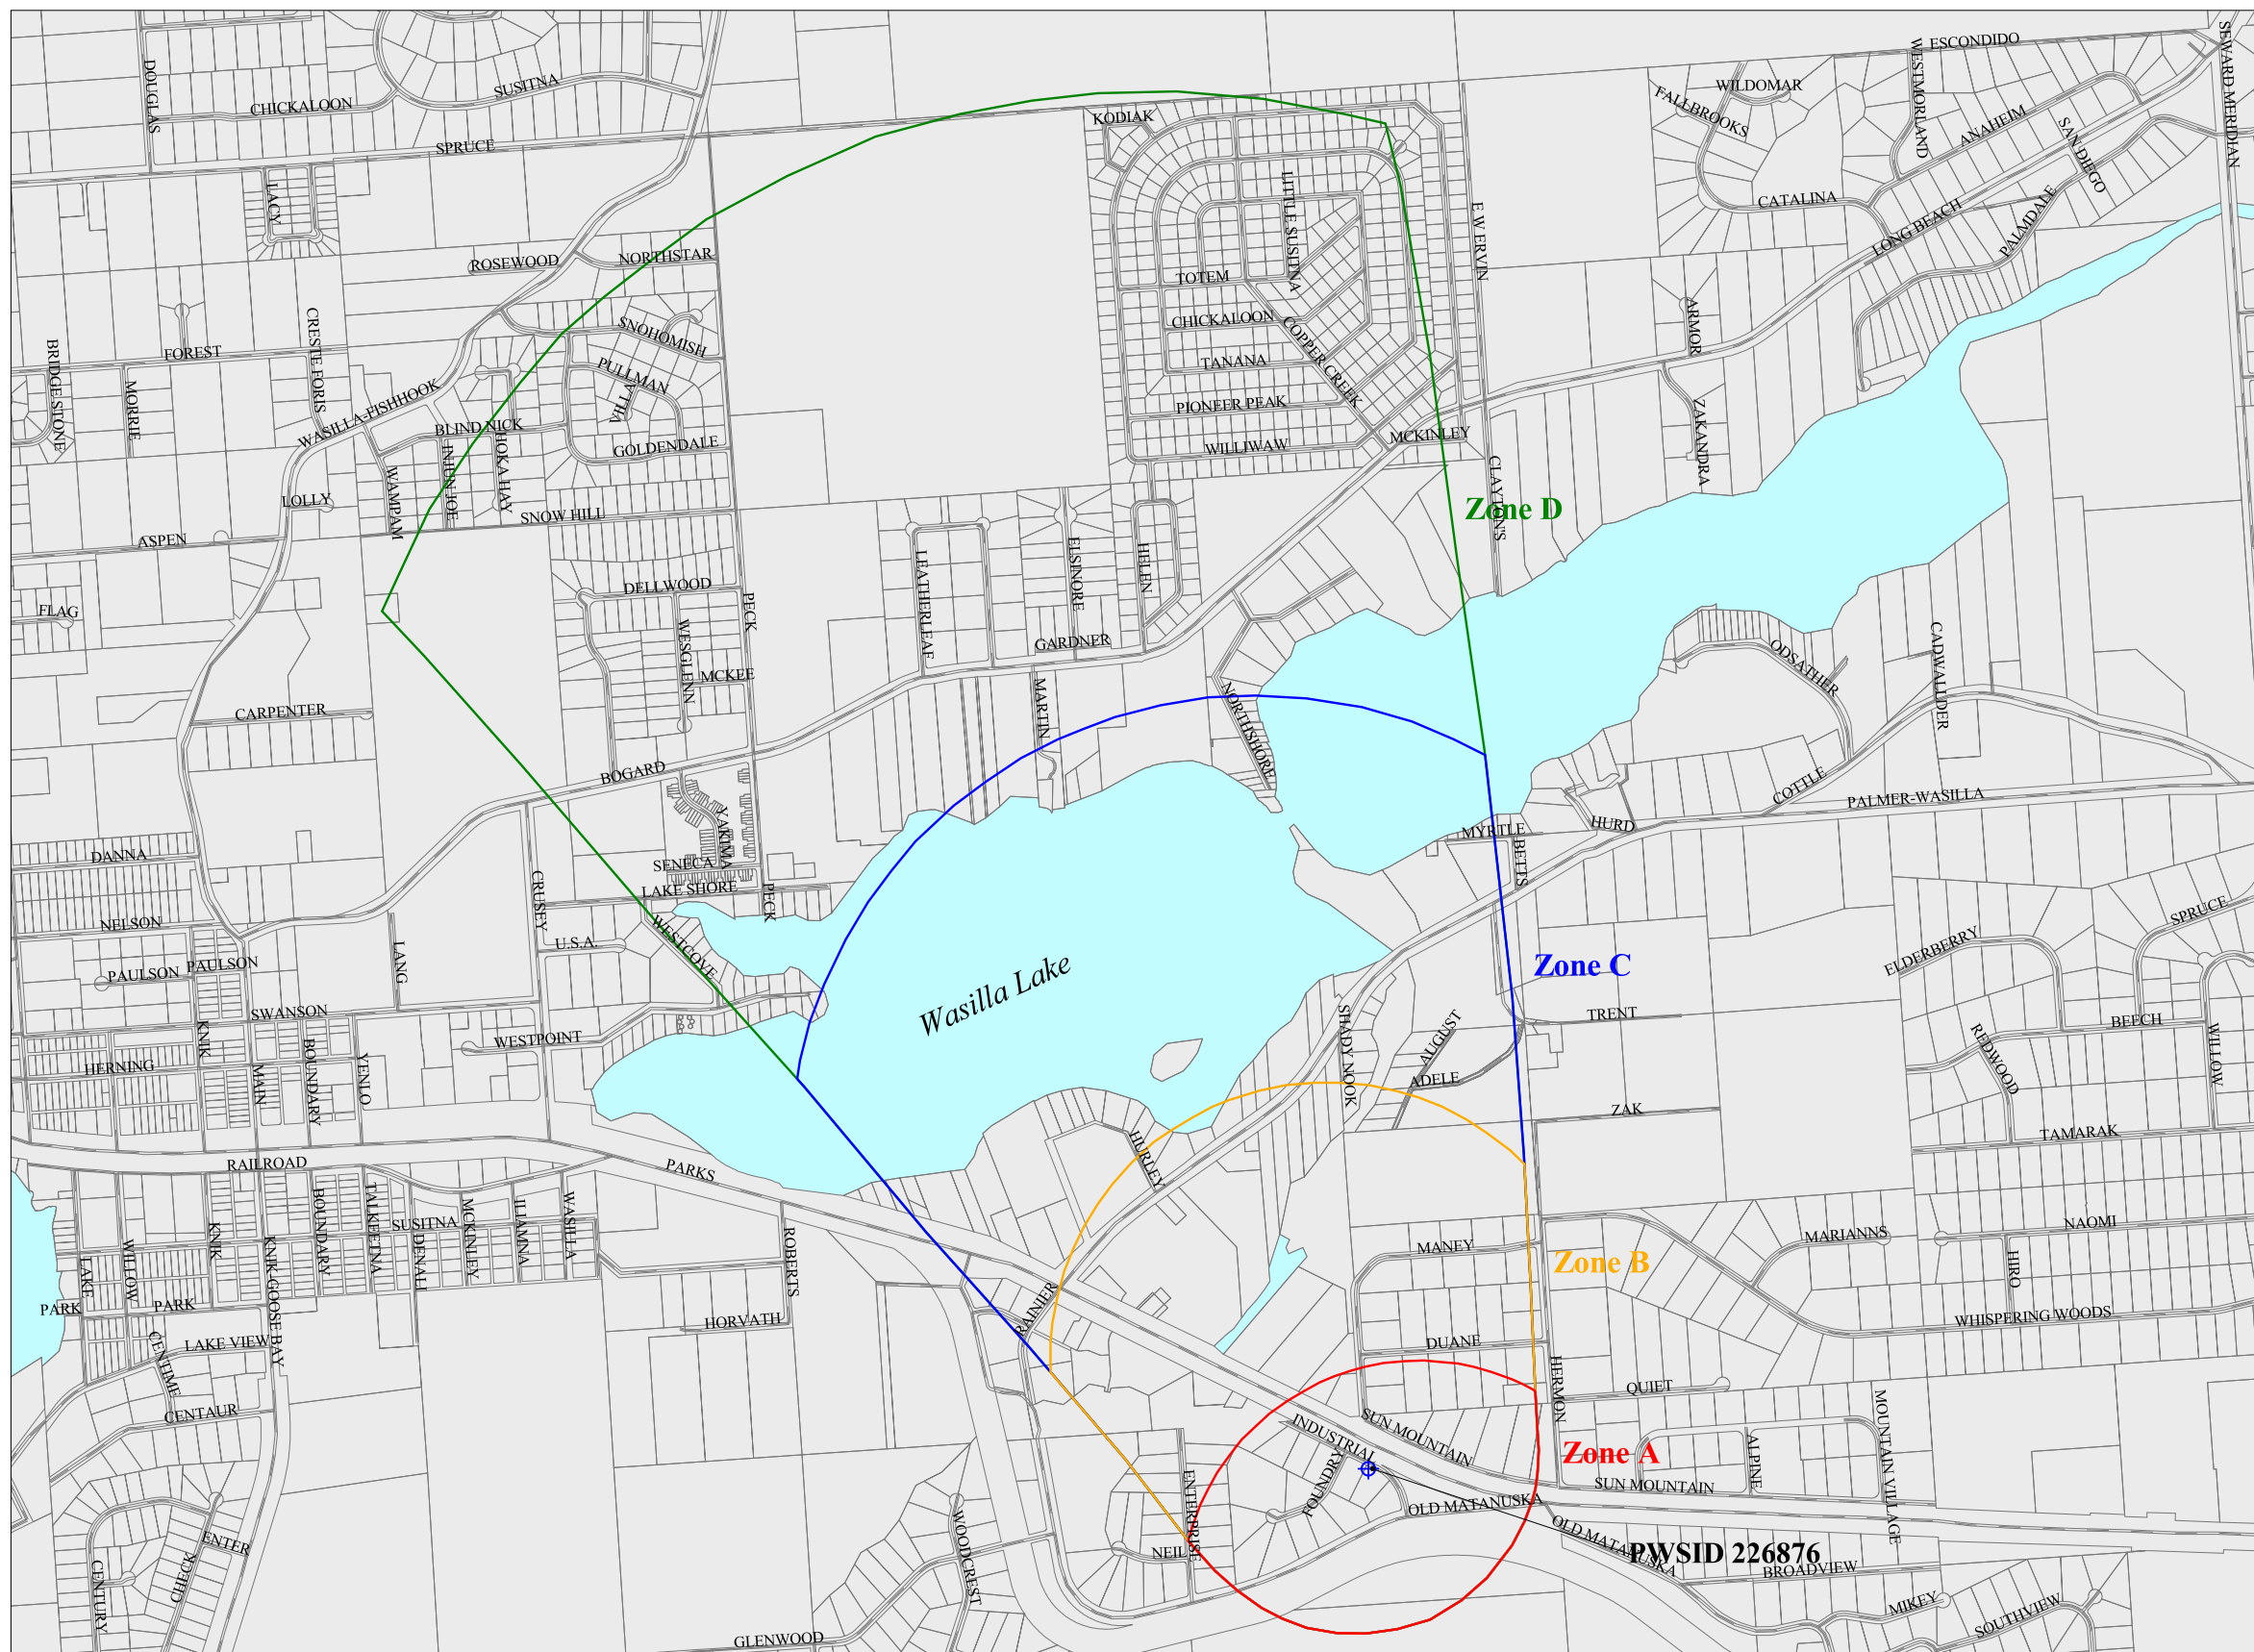 ESCONDIDO
SEWARD MERIDIAN
WESTMORLAND
WILDOMAR
FALLBROOKS
ANAHEIM
SAN DIEGO
DOUGLAS
CHICKALOON
SUSITNA
KODIAK
SPRUCE
LACY
LITTLE SUSITNA
E W ERVIN
CATALINA
LONG BEACH
PALMDALE
ROSEWOOD
NORTHSTAR
TOTEM
CHICKALOON
COPPER CREEK
ARMOR
CRESTE FORIS
SNOHOMISH
BRIDGESTONE
FOREST
MORRIE
PULLMAN
VILLA
TANANA
WASILLA-FISHHOOK
PIONEER PEAK
ZAKANDRA
BLIND NICK
GOLDENDALE
WILLIWAW
MCKINLEY
WAMPAM
INJUN JOE
HOKA HAY
CLAYTON'S
LOLLY
SNOW HILL
Zone D
ASPEN
LEATHERLEAF
ELSINORE
HELEN
DELLWOOD
PECK
FLAG
WESGLENN
GARDNER
CADWALLDER
ODSATHER
MCKEE
MARTIN
NORTHSHORE
CARPENTER
BOGARD
COTTLE
PALMER-WASILLA
YAKIMA
HURD
MYRTLE
BETTS
DANNA
SENECA
LAKE SHORE
CRUSEY
PECK
NELSON
WESTCOVE
SPRUCE
LANG
U.S.A.
ELDERBERRY
PAULSON
PAULSON
Zone C
Wasilla Lake
SWANSON
TRENT
BEECH
KNIK
SHADY NOOK
AUGUST
REDWOOD
WILLOW
WESTPOINT
HERNING
MAIN
BOUNDARY
YENLO
ADELE
ZAK
TAMARAK
HURLEY
RAILROAD
PARKS
BOUNDARY
TALKEETNA
SUSITNA
DENALI
MCKINLEY
ILIAMNA
WASILLA
ROBERTS
NAOMI
MARIANNS
KNIK
KNIK-GOOSE BAY
LAKE
WILLOW
MANEY
Zone B
HIRO
PARK
PARK
HORVATH
RAINIER
WHISPERING WOODS
LAKE VIEW
CENTIME
DUANE
HERMON
QUIET
CENTAUR
INDUSTRIAL
SUN MOUNTAIN
MOUNTAIN VILLAGE
ALPINE
Zone A
ENTERPRISE
FOUNDRY
SUN MOUNTAIN
OLD MATANUSKA
WOODCREST
OLD MATANUSKA
PWSID 226876
ENTER
NEIL
BROADVIEW
CENTURY
CHECK
MIKEY
SOUTHVIEW
GLENWOOD